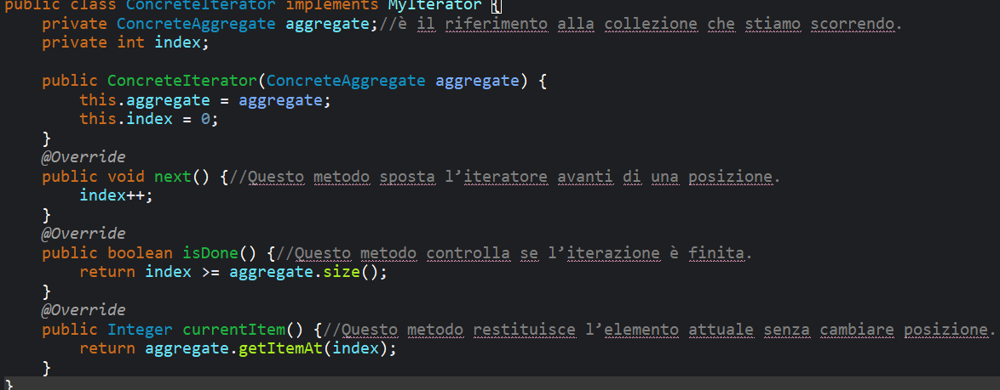 public class ConcreteIterator implements MyIterator {
    private ConcreteAggregate aggregate;//è il riferimento alla collezione che stiamo scorrendo.
    private int index;
    public ConcreteIterator(ConcreteAggregate aggregate) {
        this.aggregate = aggregate;
        this.index = 0;
    }
    @Override
    public void next() {//Questo metodo sposta l’iteratore avanti di una posizione.
        index++;
    }
    @Override
    public boolean isDone() {//Questo metodo controlla se l’iterazione è finita.
        return index >= aggregate.size();
    }
    @Override
    public Integer currentItem() {//Questo metodo restituisce l’elemento attuale senza cambiare posizione.
        return aggregate.getItemAt(index);
    }
}